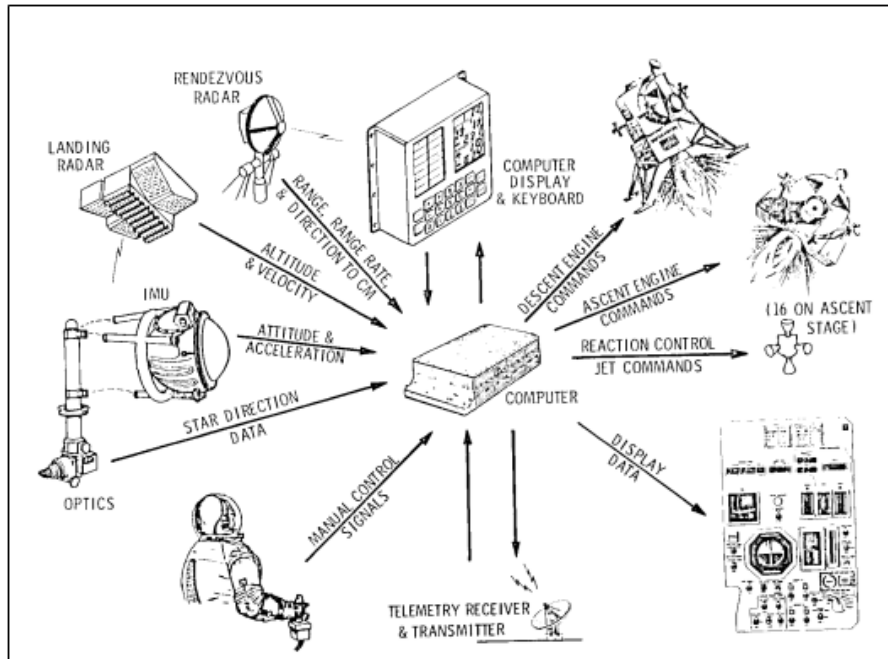 RENDEZVOUS
RADAR
LANDING
RADAR
COMPUTER
DISPLAY
& KEYBOARD
RANGE, RANGE RATE,
& DIRECTION TO CM
ALTITUDE
& VELOCITY
DESCENT ENGINE
COMMANDS
ASCENT ENGINE
COMMANDS
IMU
ATTITUDE &
ACCELERATION
(16 ON ASCENT
STAGE)
REACTION CONTROL
JET COMMANDS
COMPUTER
STAR DIRECTION
DATA
OPTICS
DISPLAY
DATA
MANUAL CONTROL
SIGNALS
TELEMETRY RECEIVER
& TRANSMITTER